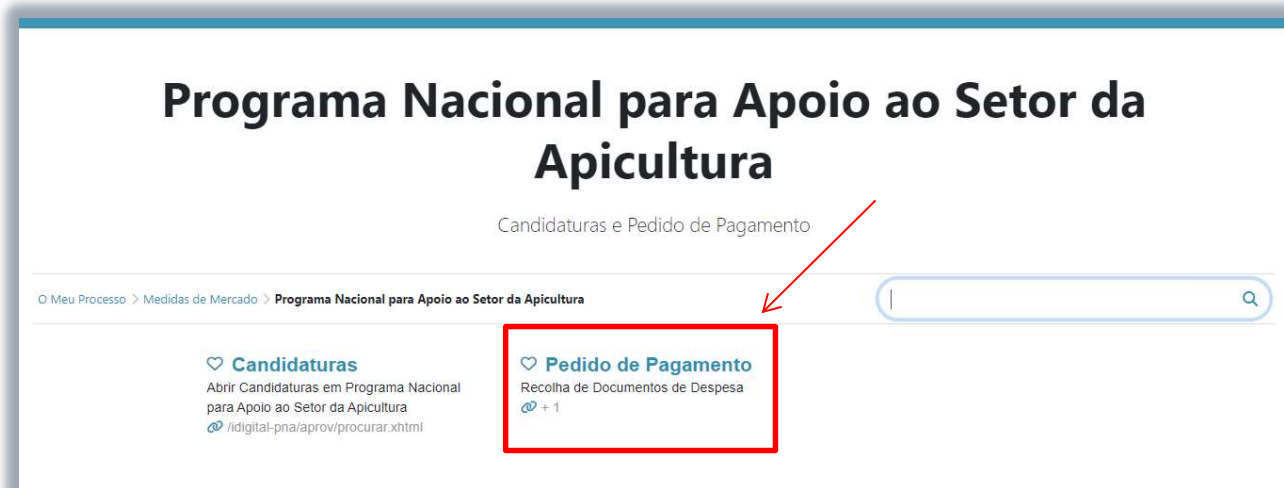 Programa Nacional para Apoio ao Setor da
Apicultura
Candidaturas e Pedido de Pagamento
O Meu Processo > Medidas de Mercado > Programa Nacional para Apoio ao Setor da Apicultura
Candidaturas
Abrir Candidaturas em Programa Nacional
para Apoio ao Setor da Apicultura
/idigital-pna/aprov/procurar.xhtml
Pedido de Pagamento
Recolha de Documentos de Despesa
+ 1